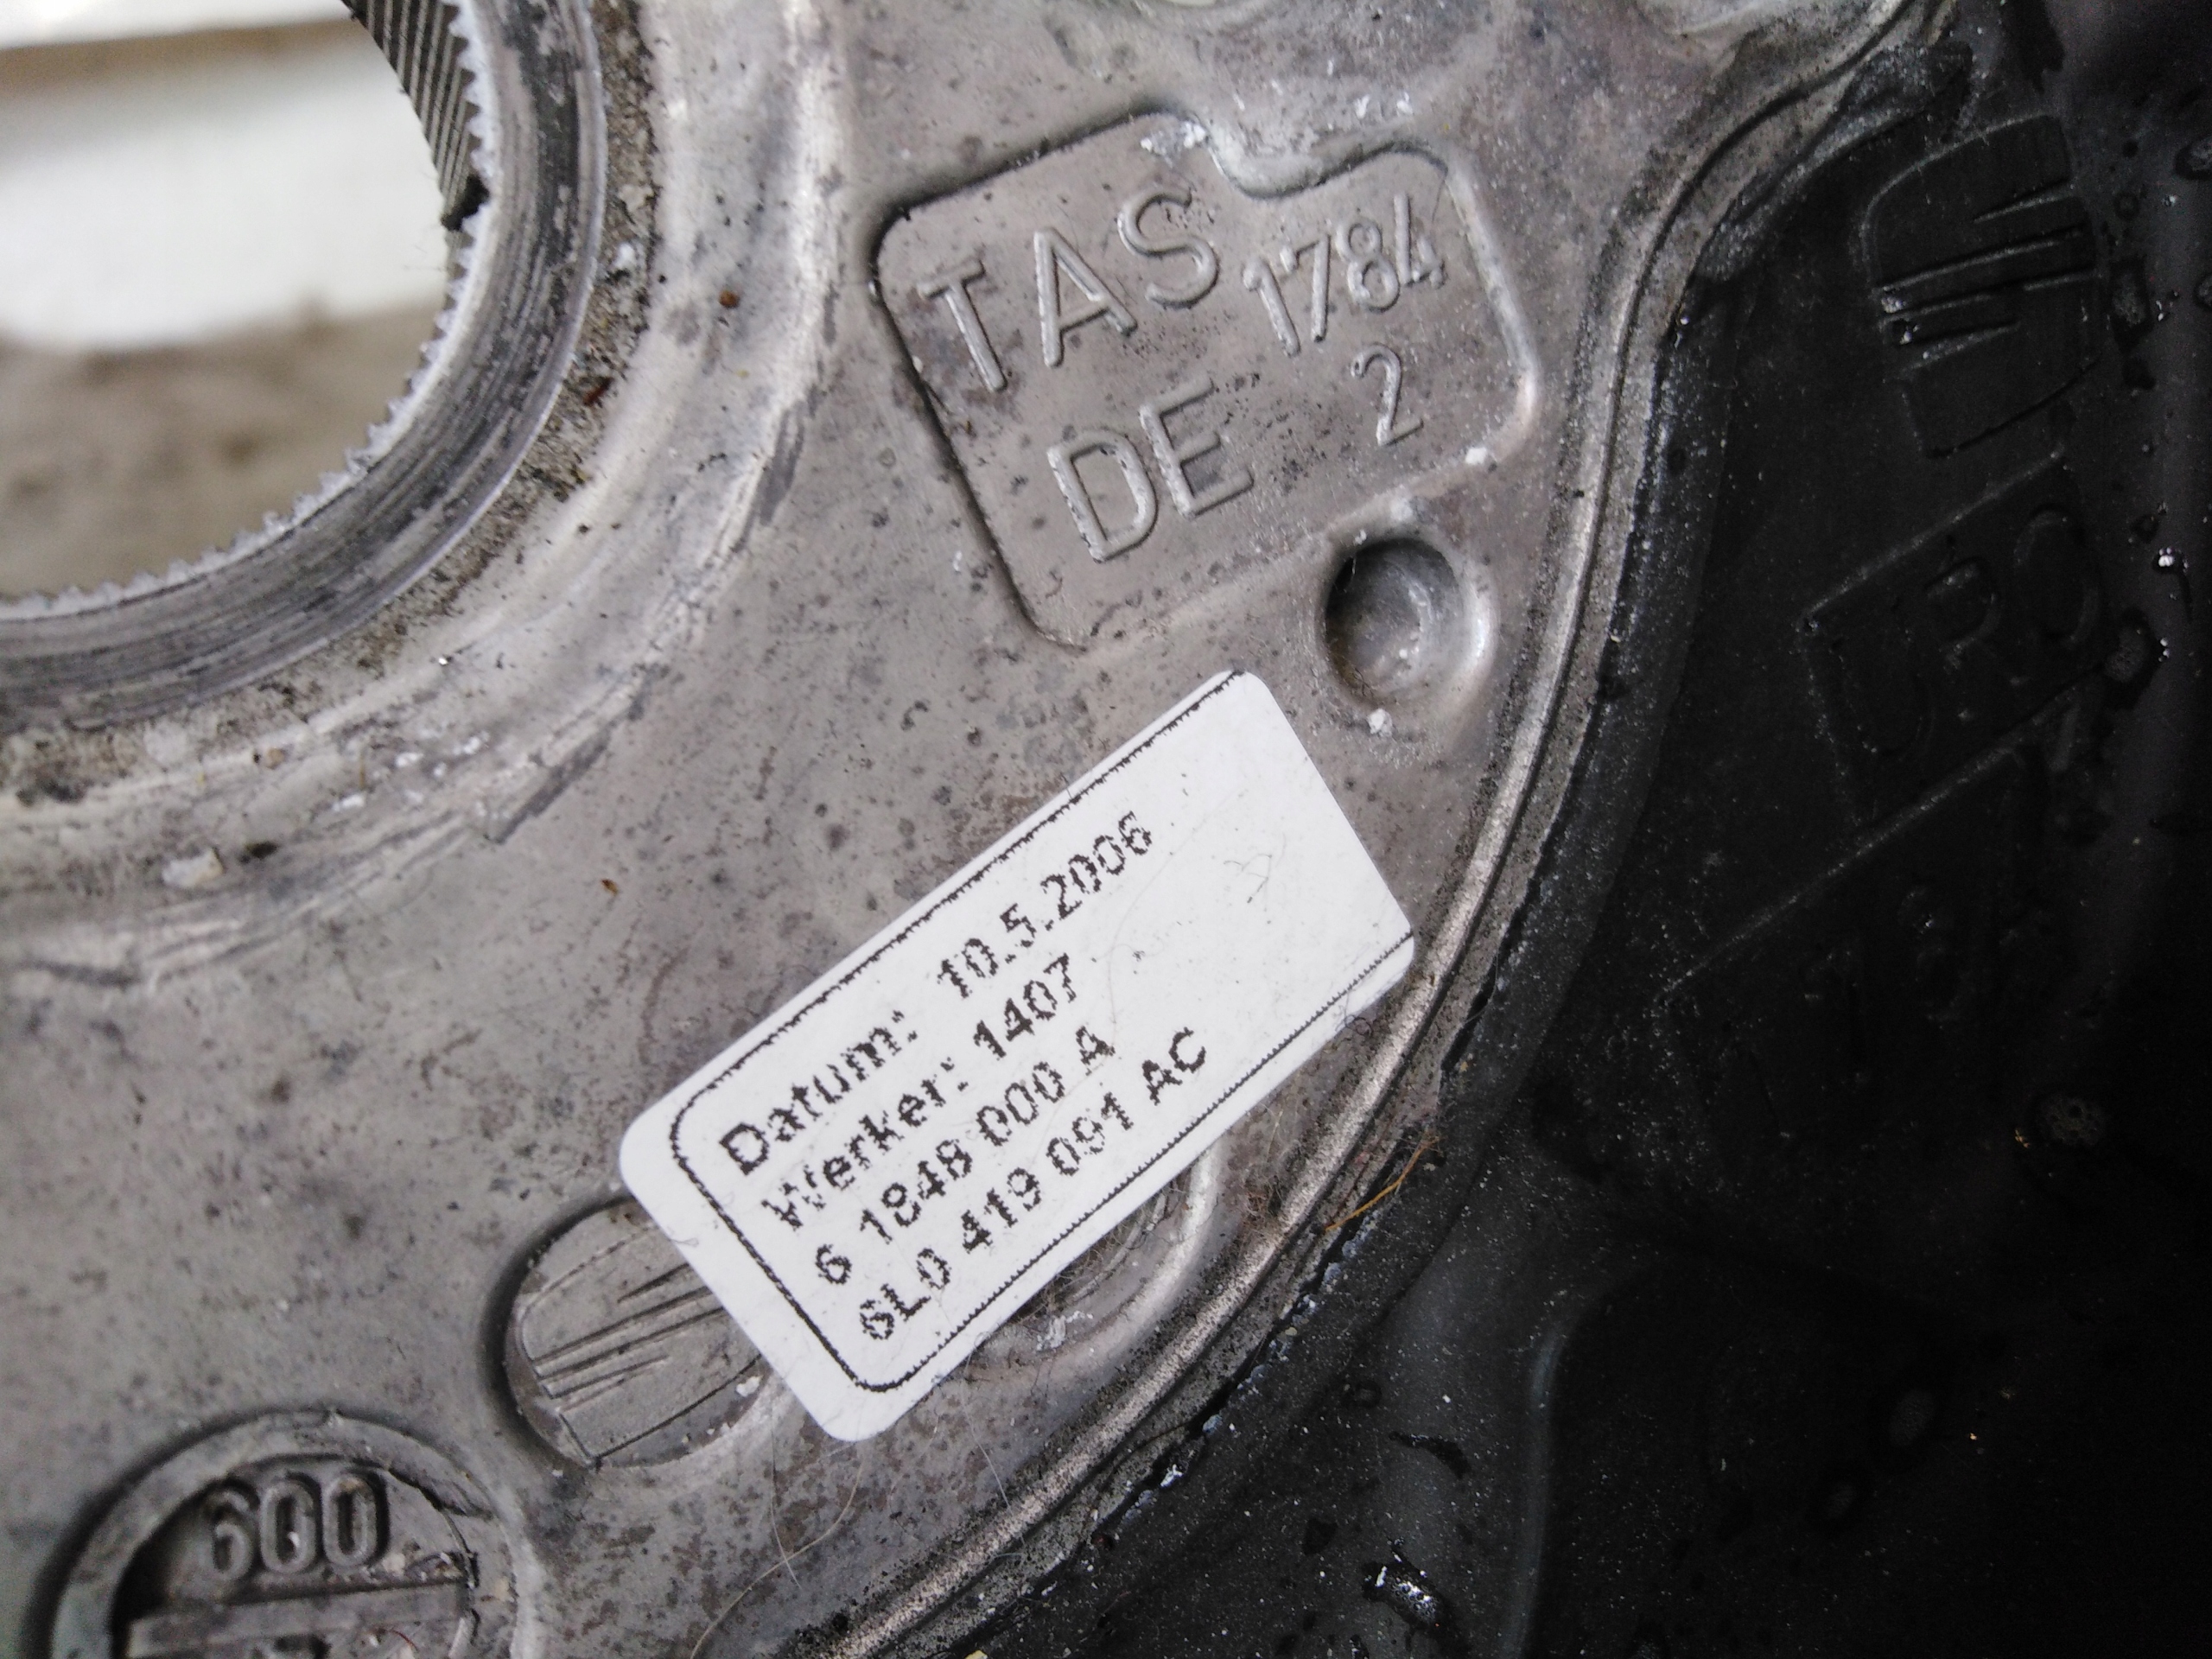 TAS 1784
DE 2
Datum: 10.5.2006
Werker: 1407
6 1848 000 A
6L0 419 091 AC
600